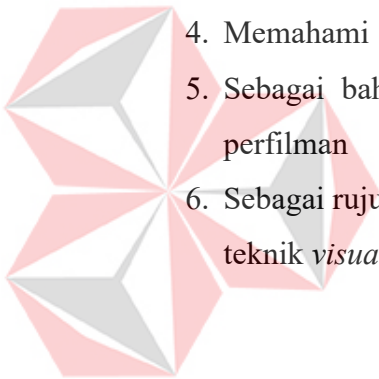 4. Memahami
5. Sebagai
perfilman
6. Sebagai
teknik